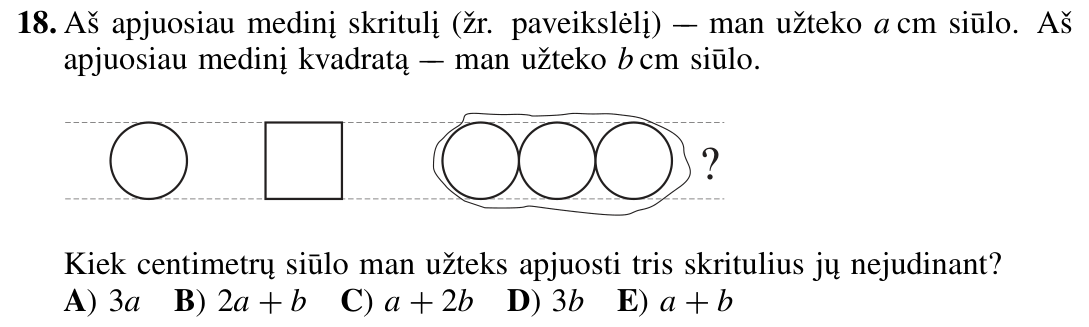 18. Aš apjuosiau medinį skritulį (žr. paveikslėlį) — man užteko a cm siūlo. Aš
apjuosiau medinį kvadratą — man užteko b cm siūlo.
?
Kiek centimetrų siūlo man užteks apjuosti tris skritulius jų nejudinant?
A) 3a B) 2a + b C) a + 2b D) 3b E) a + b